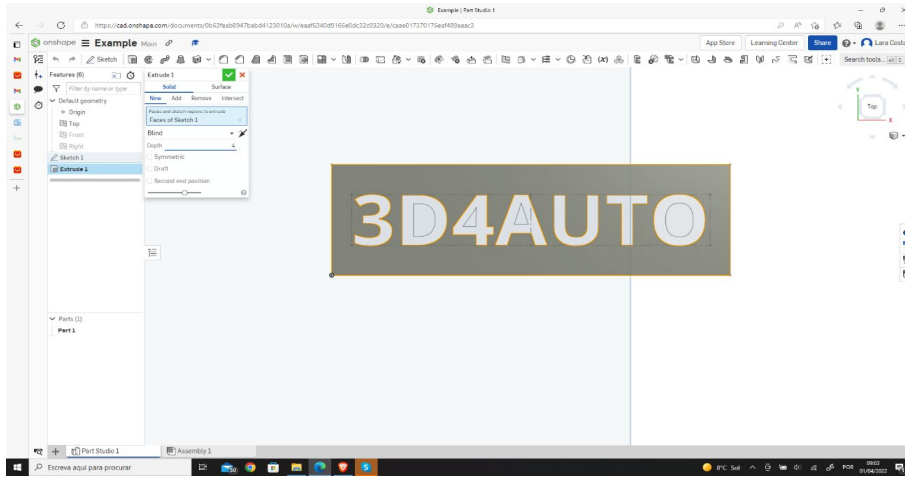 Example | Part Studio 1
https://cad.onshape.com/documents/0b63feab8947babd4123010a/w/eaaf6240d9166e0dc32c0320/e/caae017270175eaf489aeac3
onshape Example Main
App Store Learning Center Share Lara Costa
Sketch Search tools...
Features (6)
Filter by name or type
Default geometry
Origin
Top
Front
Right
Sketch 1
Extrude 1
Extrude 1
Solid Surface
New Add Remove Intersect
Faces and sketch regions to extrude
Faces of Sketch 1
Blind
Depth 4
Symmetric
Draft
Second end position
Y
Top
X
3D4AUTO
Parts (1)
Part 1
Part Studio 1 Assembly 1
Escreva aqui para procurar
8°C Sol POR 09:03
01/04/2022